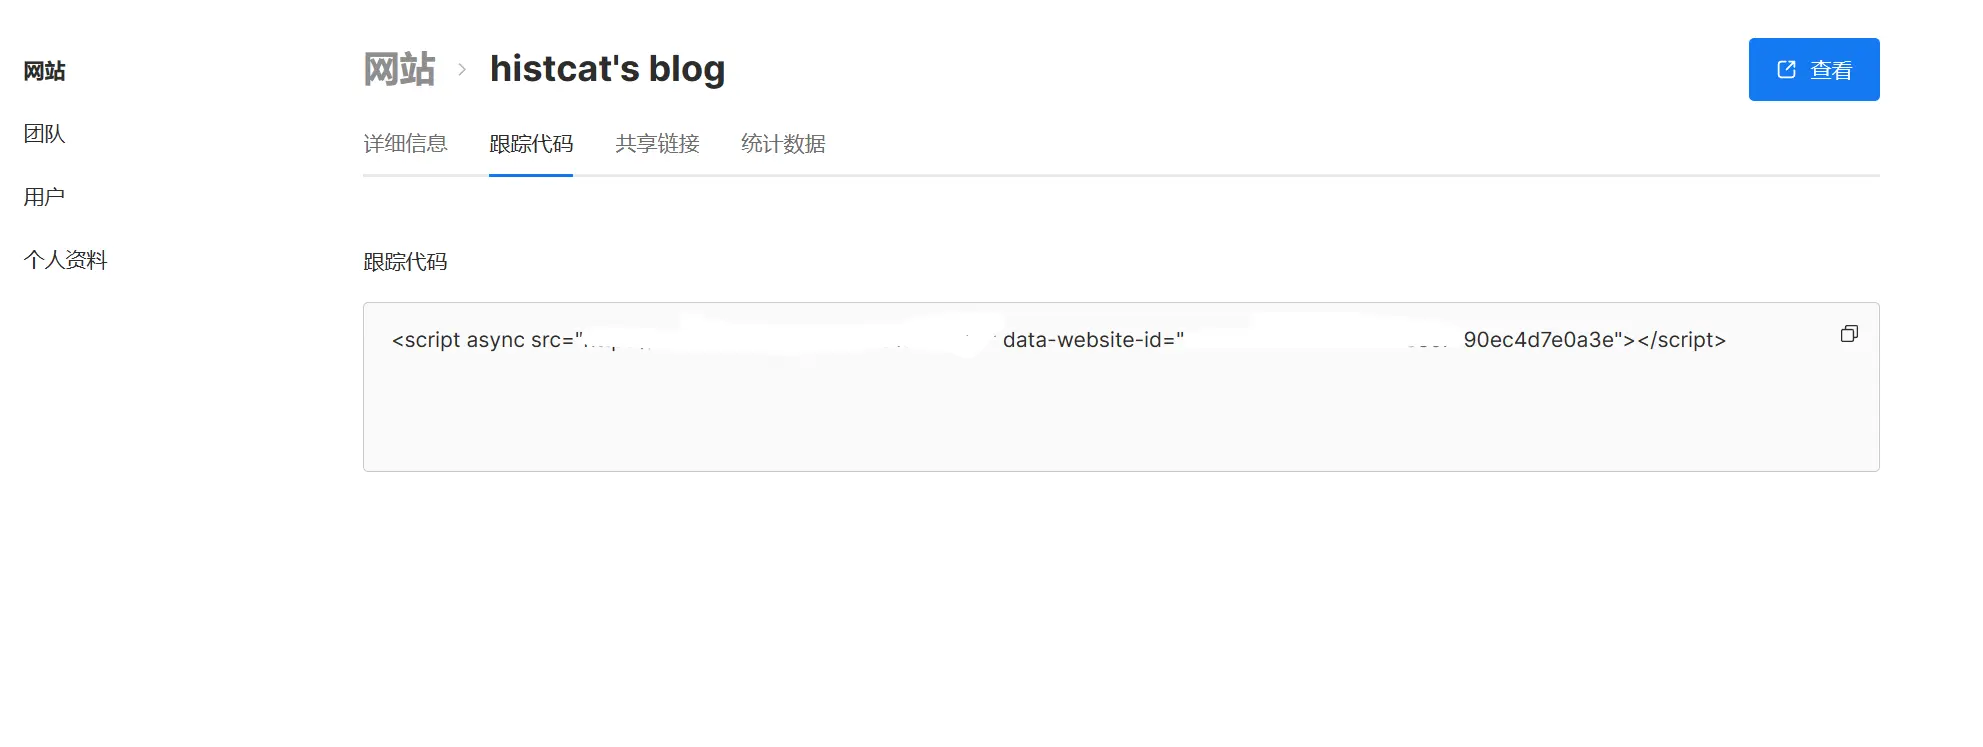 网站
团队
用户
个人资料
网站 > histcat's blog
查看
详细信息 跟踪代码 共享链接 统计数据
跟踪代码
<script async src=" data-website-id=" 90ec4d7e0a3e"></script>